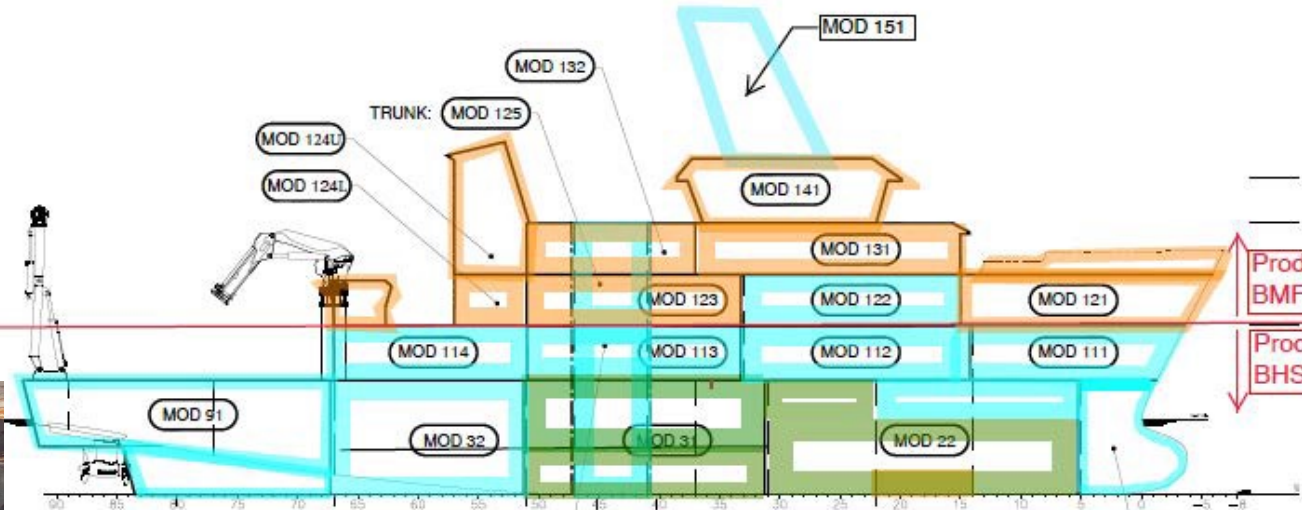 MOD 151
MOD 132
TRUNK: MOD 125
MOD 124U
MOD 124L
MOD 141
MOD 131
MOD 123
MOD 122
MOD 121
Prod
BMF
MOD 114
MOD 113
MOD 112
MOD 111
Prod
BHS
MOD 91
MOD 32
MOD 31
MOD 22
90 85 80 75 70 65 60 55 50 45 40 35 30 25 20 15 10 5 0 -5 -8